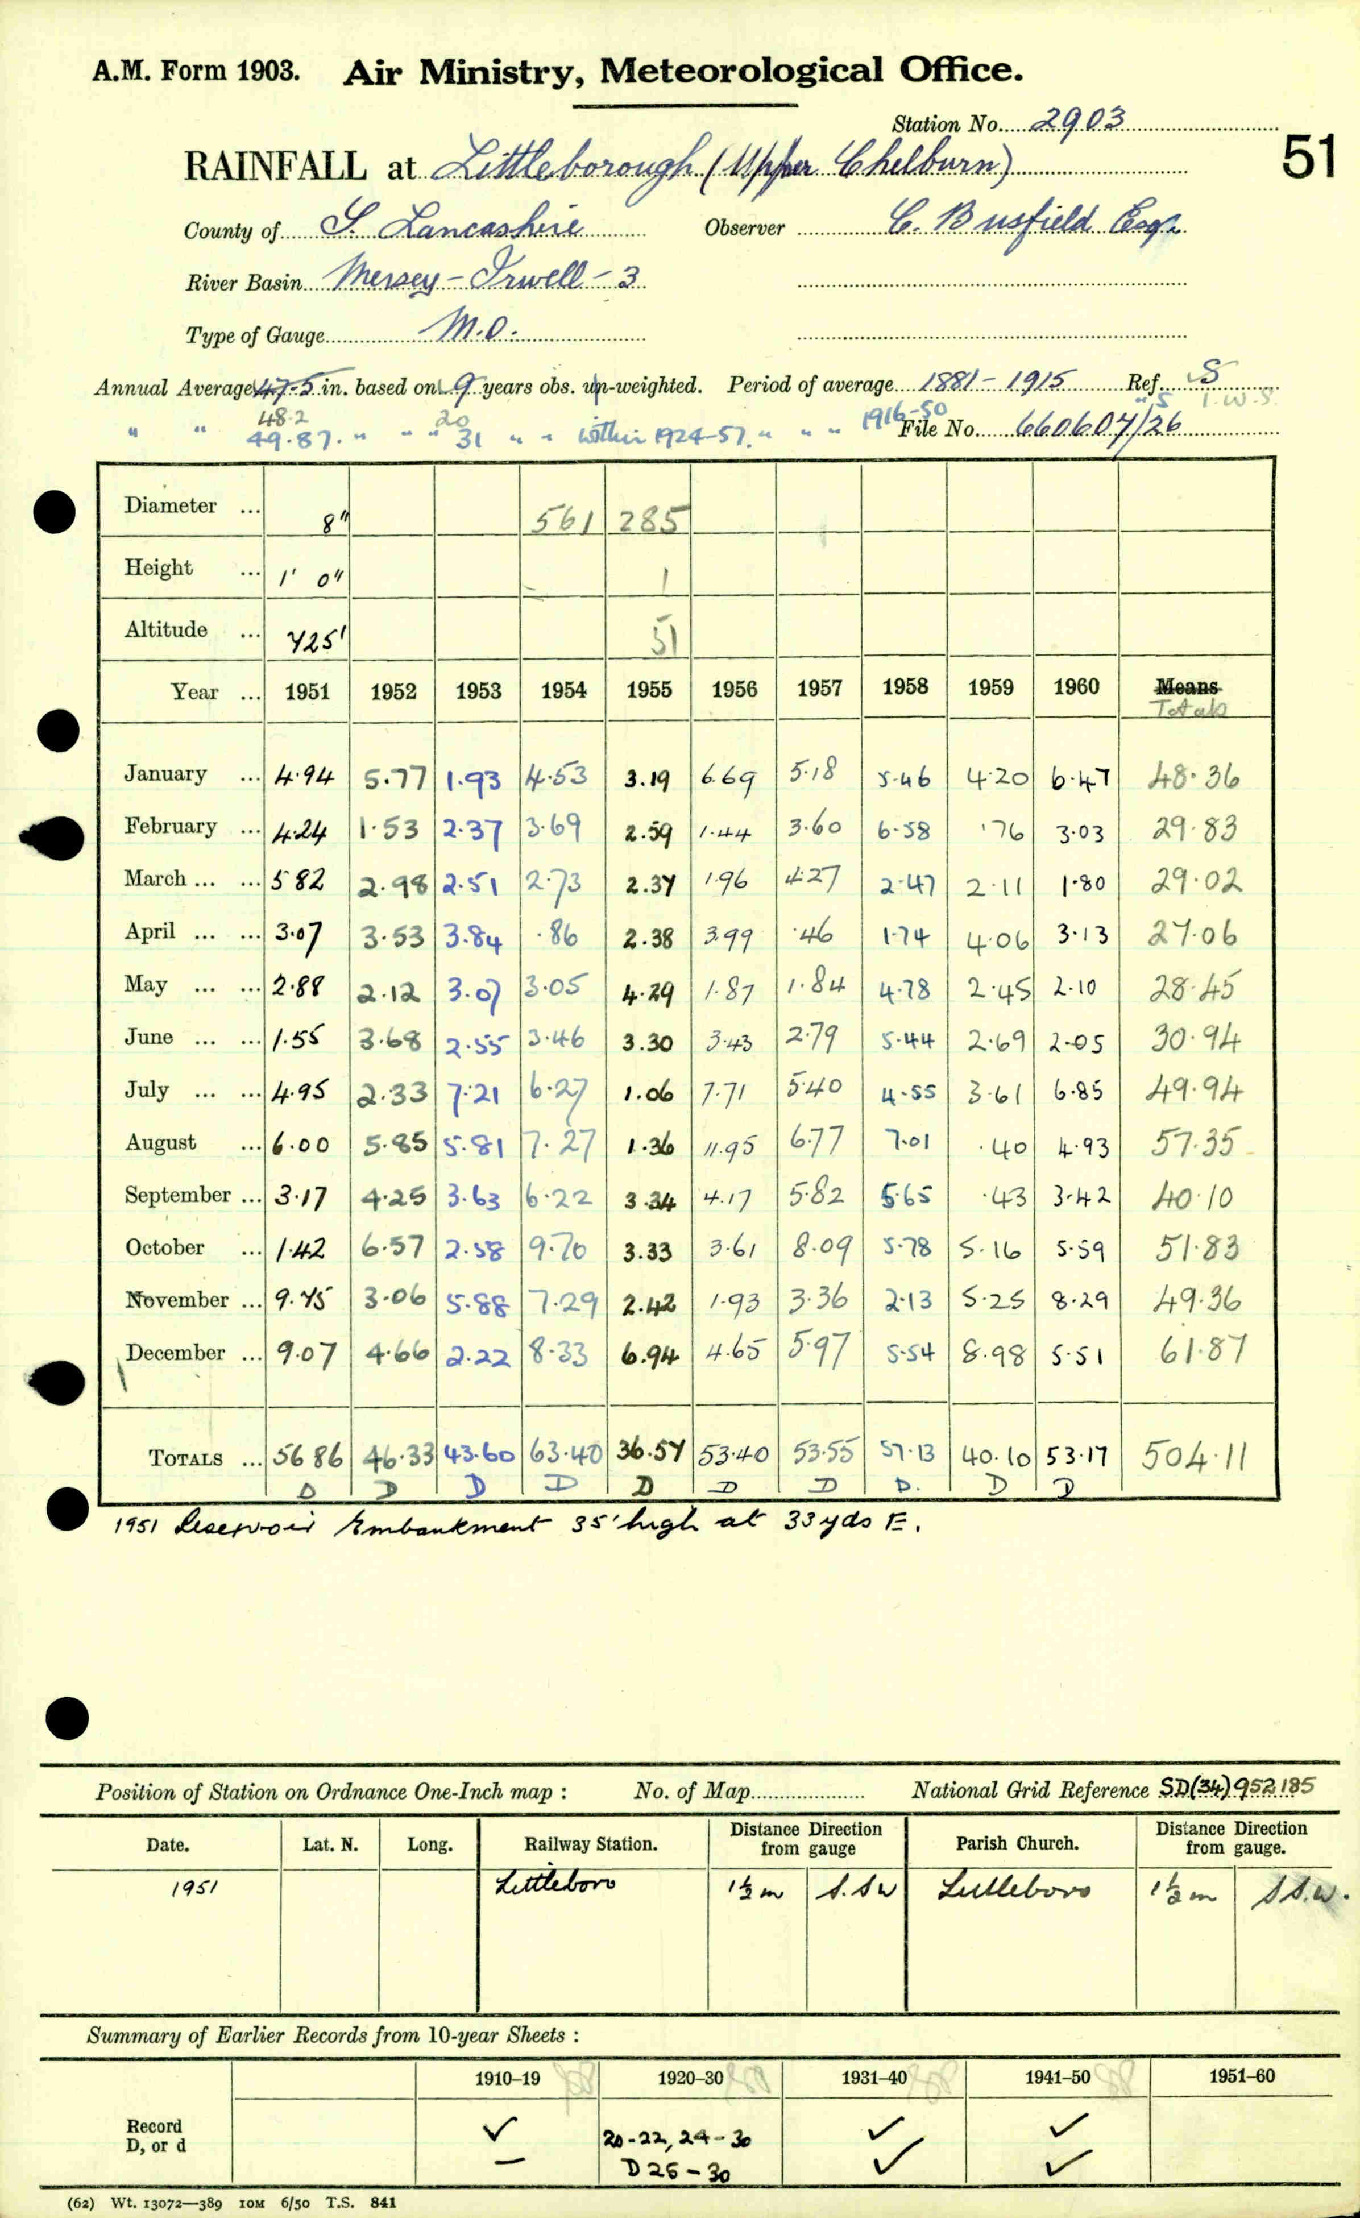 A.M. Form 1903. Air Ministry, Meteorological Office.
Station No. 2903
51
RAINFALL at Littleborough (Upper Chelburn)
County of S. Lancashire Observer C. Busfield Esq.
River Basin Mersey - Irwell - 3
Type of Gauge M.O.
Annual Average 47.5 in. based on 9 years obs. un-weighted. Period of average 1881 - 1915 Ref. S
48.2 20 1916-50 I.W.S.
" " 49.87. " " " 31 " " within 1924-57. " " " File No. 660607/26
Diameter ... 8" 561 285
Height ... 1' 0" 1
Altitude ... 725' 51
Year ... 1951 1952 1953 1954 1955 1956 1957 1958 1959 1960 Means
Totals
January ... 4.94 5.77 1.93 4.53 3.19 6.69 5.18 5.46 4.20 6.47 48.36
February ... 4.24 1.53 2.37 3.69 2.59 1.44 3.60 6.58 .76 3.03 29.83
March ... ... 5.82 2.98 2.51 2.73 2.37 1.96 4.27 2.47 2.11 1.80 29.02
April ... ... 3.07 3.53 3.84 .86 2.38 3.99 .46 1.74 4.06 3.13 27.06
May ... ... 2.88 2.12 3.07 3.05 4.29 1.87 1.84 4.78 2.45 2.10 28.45
June ... ... 1.55 3.68 2.55 3.46 3.30 3.43 2.79 5.44 2.69 2.05 30.94
July ... ... 4.95 2.33 7.21 6.27 1.06 7.71 5.40 4.55 3.61 6.85 49.94
August ... 6.00 5.85 5.81 7.27 1.36 11.95 6.77 7.01 .40 4.93 57.35
September ... 3.17 4.25 3.63 6.22 3.34 4.17 5.82 5.65 .43 3.42 40.10
October ... 1.42 6.57 2.58 9.70 3.33 3.61 8.09 5.78 5.16 5.59 51.83
November ... 9.75 3.06 5.88 7.29 2.42 1.93 3.36 2.13 5.25 8.29 49.36
December ... 9.07 4.66 2.22 8.33 6.94 4.65 5.97 5.54 8.98 5.51 61.87
TOTALS ... 56 86 46.33 43.60 63.40 36.57 53.40 53.55 57.13 40.10 53.17 504.11
D D D D D D D D. D D
1951 Reservoir Embankment 35' high at 33 yds E.
Position of Station on Ordnance One-Inch map : No. of Map National Grid Reference SD(34)952185
Date. Lat. N. Long. Railway Station. Distance Direction from gauge Parish Church. Distance Direction from gauge.
1951 Littleboro 1½ m S.SW Littleboro 1½ m S S.W.
Summary of Earlier Records from 10-year Sheets :
1910-19 1920-30 1931-40 1941-50 1951-60
Record ✓ 20-22, 24-30 ✓ ✓
D, or d — D 25-30 ✓ ✓
(62) Wt. 13072—389 10M 6/50 T.S. 841